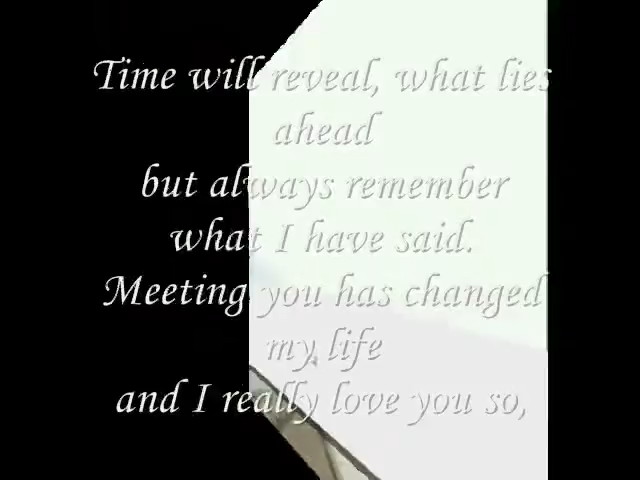 Time will reveal, what lies
ahead
but always remember
what I have said.
Meeting you has changed
my life
and I really love you so,